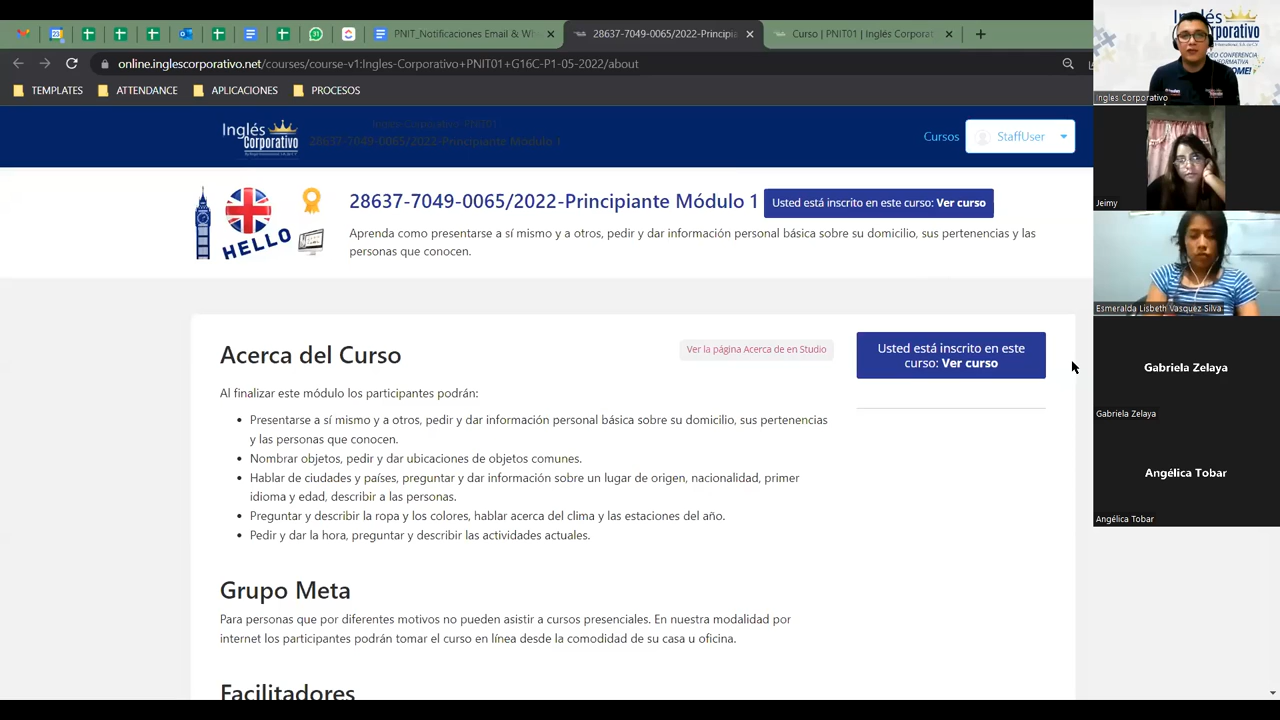 PNIT_Notificaciones Email & Wh
28637-7049-0065/2022-Principia
Curso | PNIT01 | Inglés Corporat
online.inglescorporativo.net/courses/course-v1:Ingles-Corporativo+PNIT01+G16C-P1-05-2022/about
TEMPLATES
ATTENDANCE
APLICACIONES
PROCESOS
Inglés Corporativo
Ingles-Corporativo PNIT01
28637-7049-0065/2022-Principiante Módulo 1
Cursos
StaffUser
HELLO
28637-7049-0065/2022-Principiante Módulo 1
Usted está inscrito en este curso: Ver curso
Aprenda como presentarse a sí mismo y a otros, pedir y dar información personal básica sobre su domicilio, sus pertenencias y las
personas que conocen.
Acerca del Curso
Ver la página Acerca de en Studio
Usted está inscrito en este
curso: Ver curso
Al finalizar este módulo los participantes podrán:
Presentarse a sí mismo y a otros, pedir y dar información personal básica sobre su domicilio, sus pertenencias
y las personas que conocen.
Nombrar objetos, pedir y dar ubicaciones de objetos comunes.
Hablar de ciudades y países, preguntar y dar información sobre un lugar de origen, nacionalidad, primer
idioma y edad, describir a las personas.
Preguntar y describir la ropa y los colores, hablar acerca del clima y las estaciones del año.
Pedir y dar la hora, preguntar y describir las actividades actuales.
Grupo Meta
Para personas que por diferentes motivos no pueden asistir a cursos presenciales. En nuestra modalidad por
internet los participantes podrán tomar el curso en línea desde la comodidad de su casa u oficina.
Facilitadores
Ingles Corporativo
Jeimy
Esmeralda Lisbeth Vasquez Silva
Gabriela Zelaya
Gabriela Zelaya
Angélica Tobar
Angélica Tobar